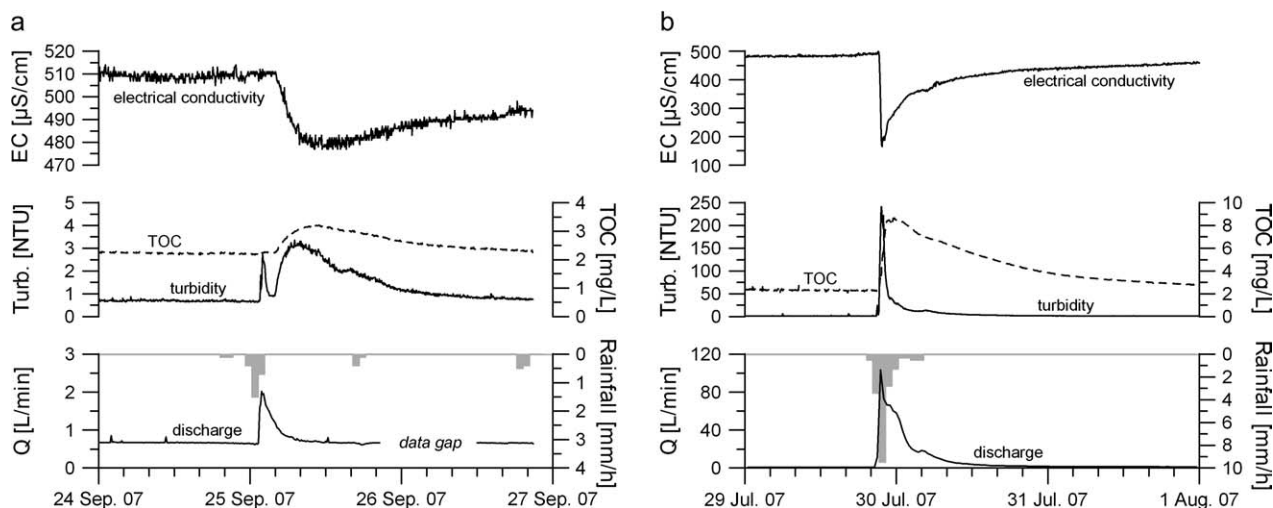 a
EC [µS/cm]
520
510
500
490
480
470
electrical conductivity
Turb. [NTU]
5
4
3
2
1
0
TOC
turbidity
4
3
2
1
0
TOC [mg/L]
Q [L/min]
3
2
1
0
discharge
data gap
0
1
2
3
4
Rainfall [mm/h]
24 Sep. 07
25 Sep. 07
26 Sep. 07
27 Sep. 07
b
EC [µS/cm]
500
400
300
200
100
electrical conductivity
Turb. [NTU]
250
200
150
100
50
0
TOC
turbidity
10
8
6
4
2
0
TOC [mg/L]
Q [L/min]
120
80
40
0
discharge
0
2
4
6
8
10
Rainfall [mm/h]
29 Jul. 07
30 Jul. 07
31 Jul. 07
1 Aug. 07